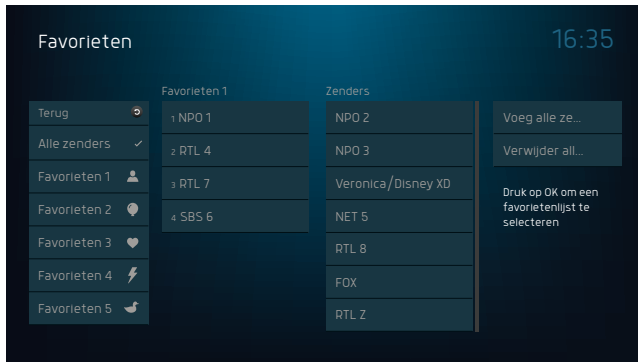 Favorieten
16:35
Favorieten 1
Zenders
Terug
Alle zenders
Favorieten 1
Favorieten 2
Favorieten 3
Favorieten 4
Favorieten 5
1 NPO 1
2 RTL 4
3 RTL 7
4 SBS 6
NPO 2
NPO 3
Veronica/Disney XD
NET 5
RTL 8
FOX
RTL Z
Voeg alle ze...
Verwijder all...
Druk op OK om een
favorietenlijst te
selecteren